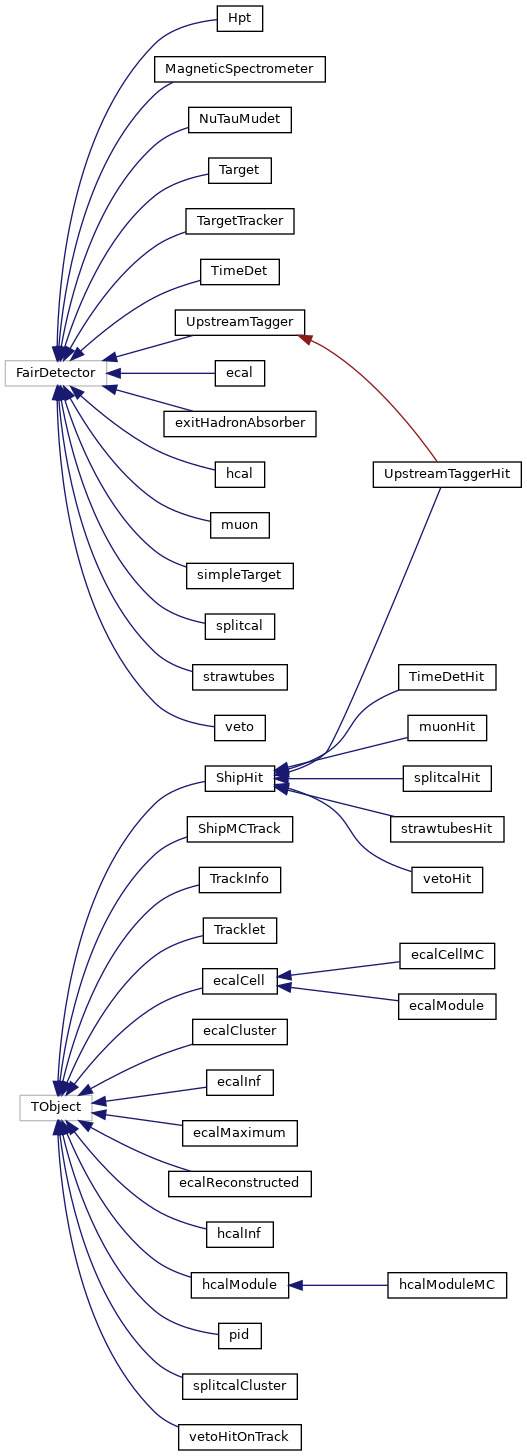 Hpt
MagneticSpectrometer
NuTauMudet
Target
TargetTracker
TimeDet
UpstreamTagger
FairDetector
ecal
exitHadronAbsorber
hcal
UpstreamTaggerHit
muon
simpleTarget
splitcal
strawtubes
TimeDetHit
veto
muonHit
ShipHit
splitcalHit
ShipMCTrack
strawtubesHit
TrackInfo
vetoHit
Tracklet
ecalCellMC
ecalCell
ecalModule
ecalCluster
ecalInf
TObject
ecalMaximum
ecalReconstructed
hcalInf
hcalModule
hcalModuleMC
pid
splitcalCluster
vetoHitOnTrack